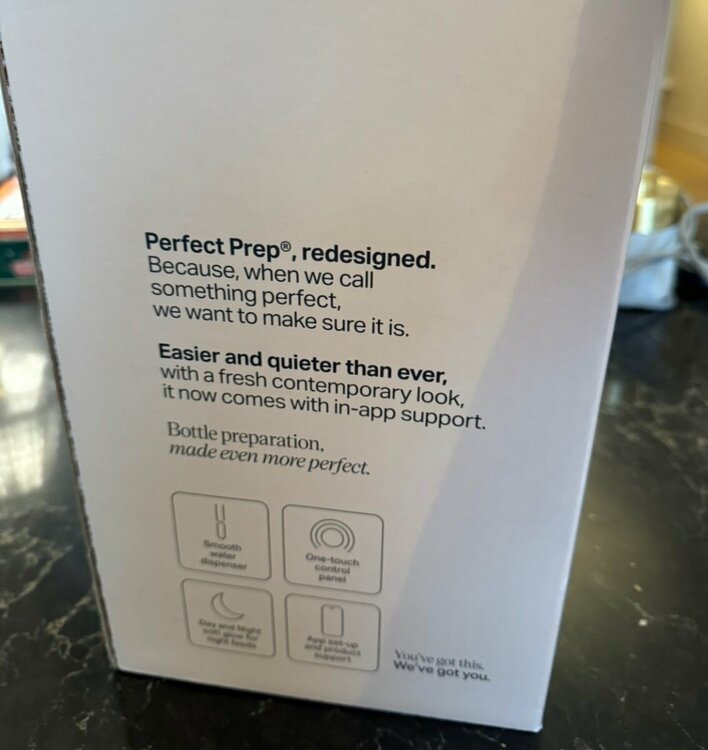 Perfect Prep®, redesigned.
Because, when we call
something perfect,
we want to make sure it is.
Easier and quieter than ever,
with a fresh contemporary look,
it now comes with in-app support.
Bottle preparation,
made even more perfect.
Smooth
water
dispenser
One-touch
control
panel
Day and Night
soft glow for
night feeds
App set-up
and product
support
You've got this.
We've got you.